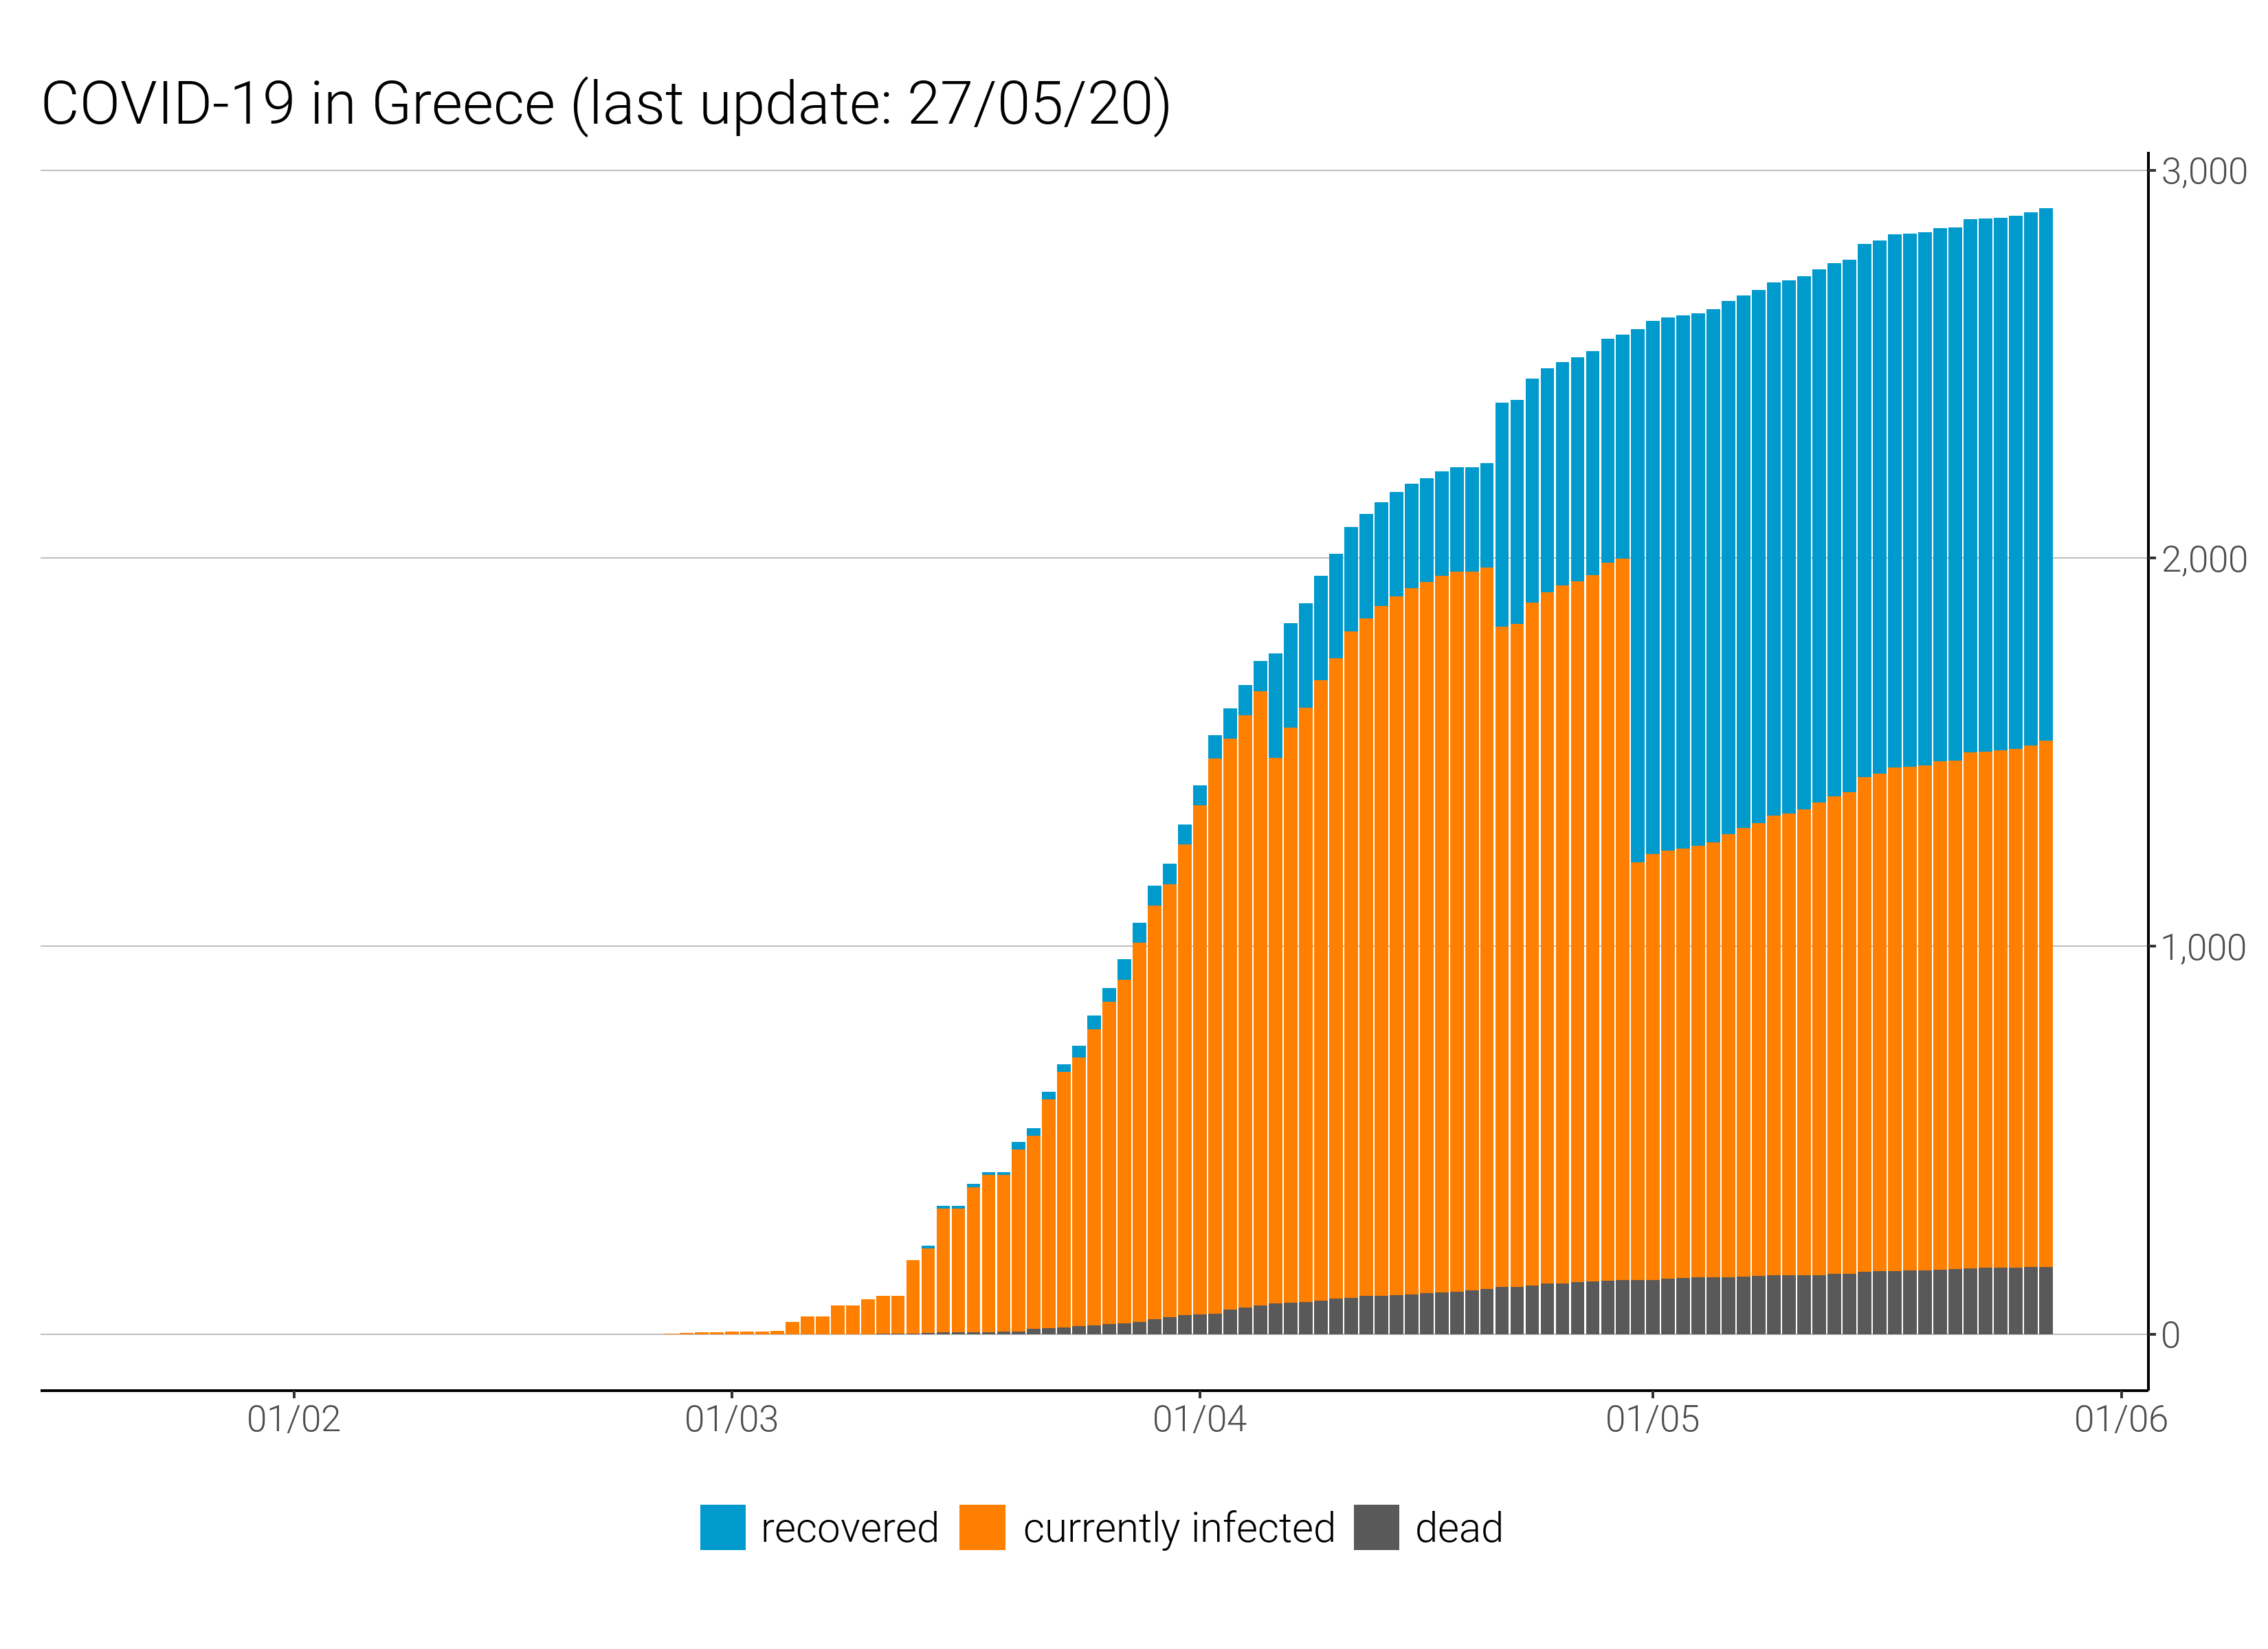 COVID-19 in Greece (last update: 27/05/20)
3,000
2,000
1,000
0
01/02 01/03 01/04 01/05 01/06
recovered currently infected dead